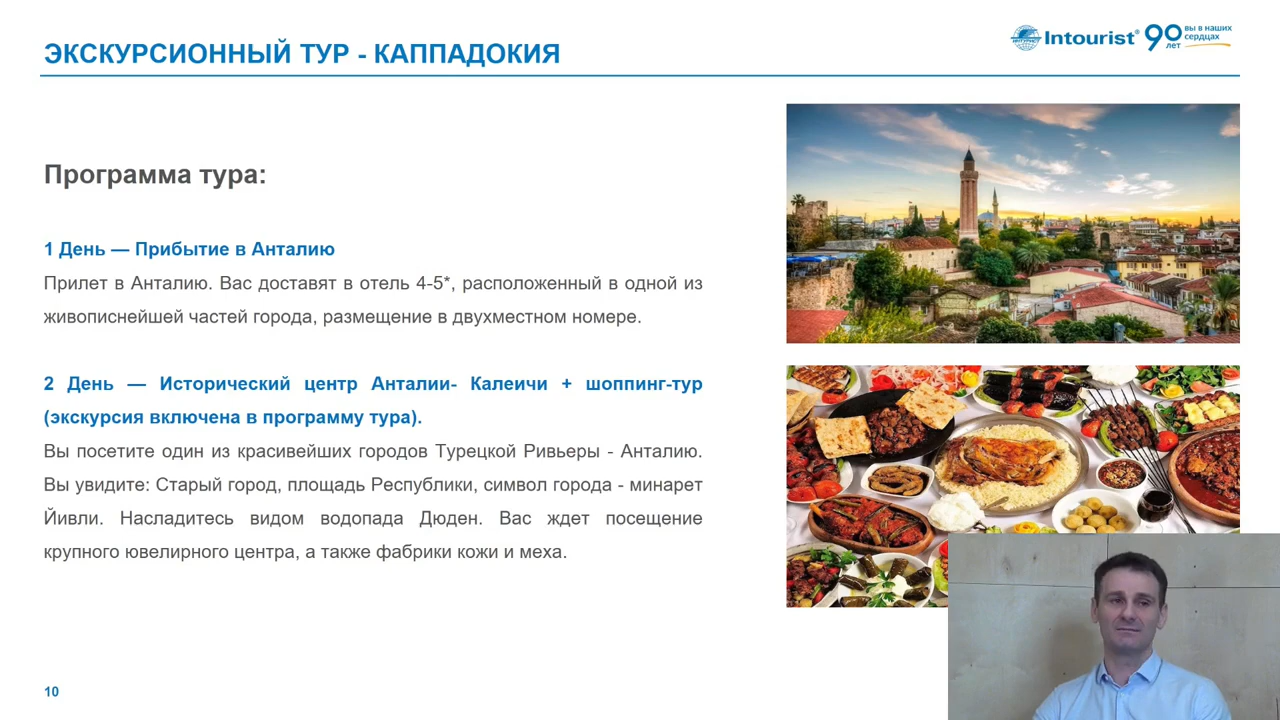 ЭКСКУРСИОННЫЙ ТУР - КАППАДОКИЯ
ИНТУРИСТ
Intourist®
90 лет
вы в наших
сердцах
Программа тура:
1 День — Прибытие в Анталию
Прилет в Анталию. Вас доставят в отель 4-5*, расположенный в одной из
живописнейшей частей города, размещение в двухместном номере.
2 День — Исторический центр Анталии- Калеичи + шоппинг-тур
(экскурсия включена в программу тура).
Вы посетите один из красивейших городов Турецкой Ривьеры - Анталию.
Вы увидите: Старый город, площадь Республики, символ города - минарет
Йивли. Насладитесь видом водопада Дюден. Вас ждет посещение
крупного ювелирного центра, а также фабрики кожи и меха.
10